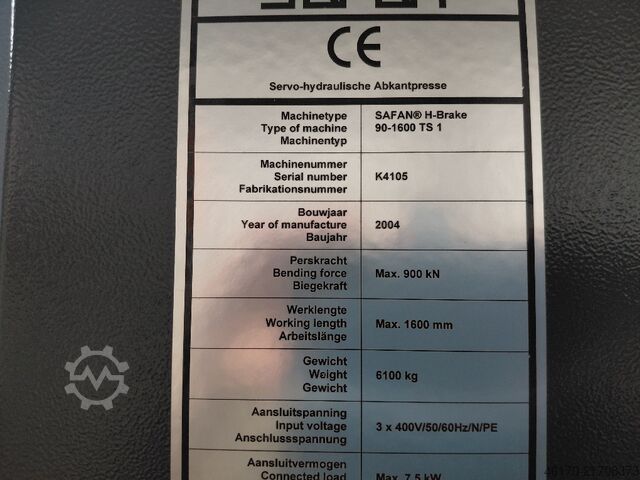 CE
Servo-hydraulische Abkantpresse
Machinetype
Type of machine
Machinentyp
SAFAN® H-Brake
90-1600 TS 1
Machinenummer
Serial number
Fabrikationsnummer
K4105
Bouwjaar
Year of manufacture
Baujahr
2004
Perskracht
Bending force
Biegekraft
Max. 900 kN
Werklengte
Working length
Arbeitslänge
Max. 1600 mm
Gewicht
Weight
Gewicht
6100 kg
Aansluitspanning
Input voltage
Anschlussspannung
3 x 400V/50/60Hz/N/PE
Aansluitvermogen
Connected load
Max. 7,5 kW